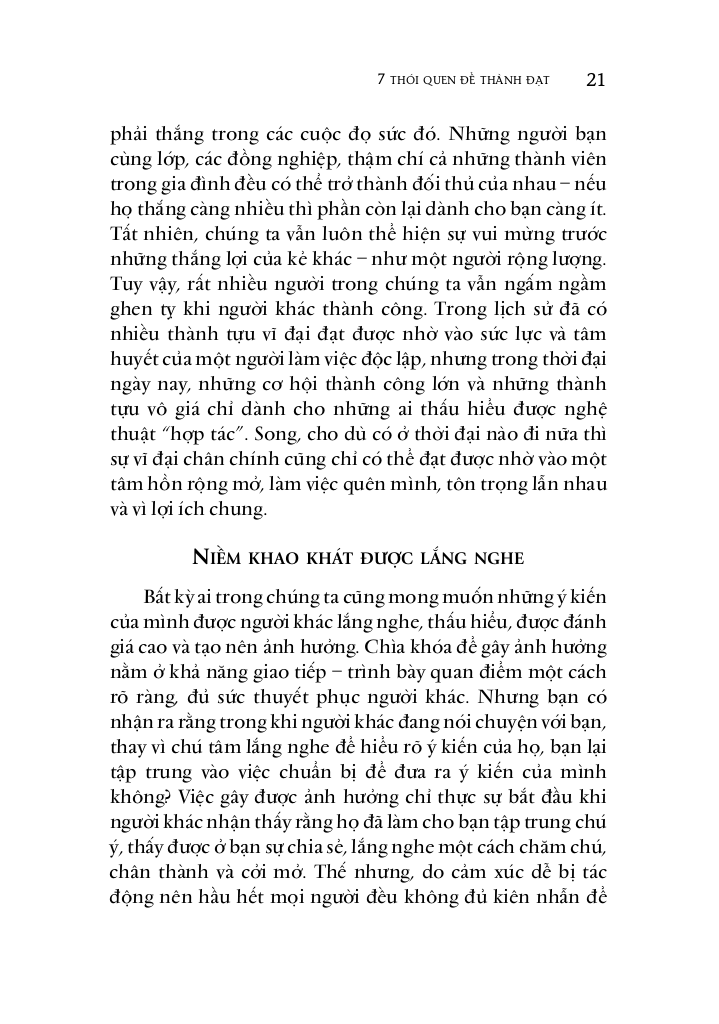 7 THÓI QUEN ĐỂ THÀNH ĐẠT 21
phải thắng trong các cuộc đọ sức đó. Những người bạn
cùng lớp, các đồng nghiệp, thậm chí cả những thành viên
trong gia đình đều có thể trở thành đối thủ của nhau – nếu
họ thắng càng nhiều thì phần còn lại dành cho bạn càng ít.
Tất nhiên, chúng ta vẫn luôn thể hiện sự vui mừng trước
những thắng lợi của kẻ khác – như một người rộng lượng.
Tuy vậy, rất nhiều người trong chúng ta vẫn ngấm ngầm
ghen tỵ khi người khác thành công. Trong lịch sử đã có
nhiều thành tựu vĩ đại đạt được nhờ vào sức lực và tâm
huyết của một người làm việc độc lập, nhưng trong thời đại
ngày nay, những cơ hội thành công lớn và những thành
tựu vô giá chỉ dành cho những ai thấu hiểu được nghệ
thuật “hợp tác”. Song, cho dù có ở thời đại nào đi nữa thì
sự vĩ đại chân chính cũng chỉ có thể đạt được nhờ vào một
tâm hồn rộng mở, làm việc quên mình, tôn trọng lẫn nhau
và vì lợi ích chung.
NIỀM KHAO KHÁT ĐƯỢC LẮNG NGHE
Bất kỳ ai trong chúng ta cũng mong muốn những ý kiến
của mình được người khác lắng nghe, thấu hiểu, được đánh
giá cao và tạo nên ảnh hưởng. Chìa khóa để gây ảnh hưởng
nằm ở khả năng giao tiếp – trình bày quan điểm một cách
rõ ràng, đủ sức thuyết phục người khác. Nhưng bạn có
nhận ra rằng trong khi người khác đang nói chuyện với bạn,
thay vì chú tâm lắng nghe để hiểu rõ ý kiến của họ, bạn lại
tập trung vào việc chuẩn bị để đưa ra ý kiến của mình
không? Việc gây được ảnh hưởng chỉ thực sự bắt đầu khi
người khác nhận thấy rằng họ đã làm cho bạn tập trung chú
ý, thấy được ở bạn sự chia sẻ, lắng nghe một cách chăm chú,
chân thành và cởi mở. Thế nhưng, do cảm xúc dễ bị tác
động nên hầu hết mọi người đều không đủ kiên nhẫn để